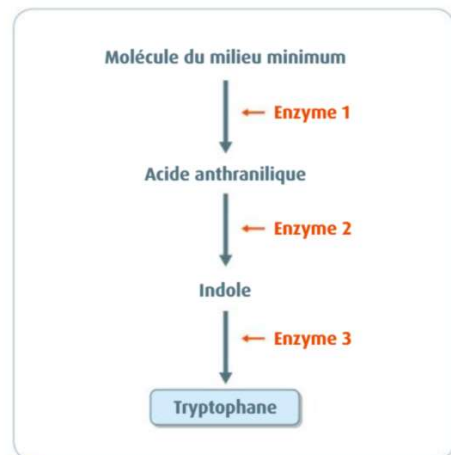 Molécule du milieu minimum
Enzyme 1
Acide anthranilique
Enzyme 2
Indole
Enzyme 3
Tryptophane